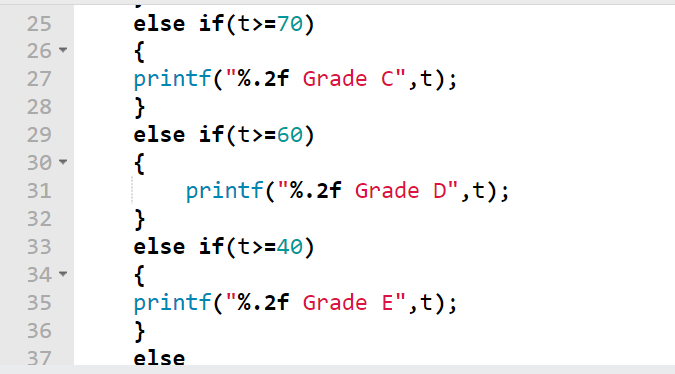 25 else if(t>=70)
26 {
27 printf("%.2f Grade C",t);
28 }
29 else if(t>=60)
30 {
31 printf("%.2f Grade D",t);
32 }
33 else if(t>=40)
34 {
35 printf("%.2f Grade E",t);
36 }
37 else